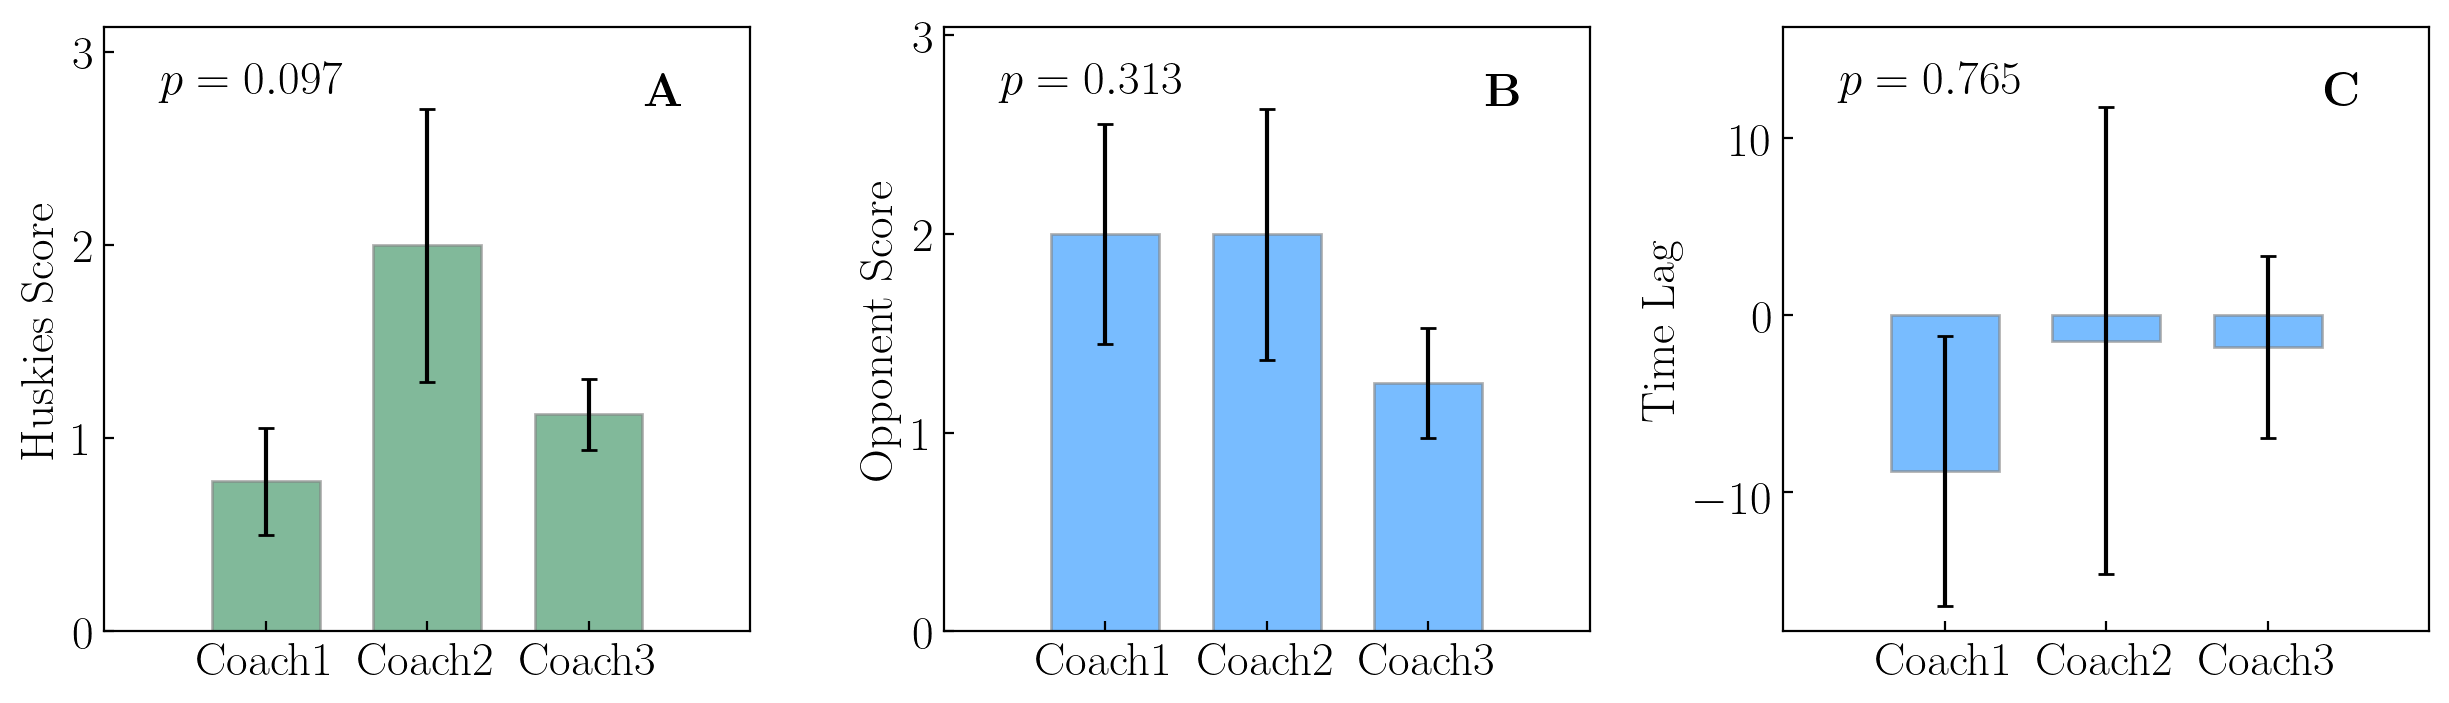 Huskies Score
3
2
1
0
p = 0.097
A
Coach1 Coach2 Coach3
Opponent Score
3
2
1
0
p = 0.313
B
Coach1 Coach2 Coach3
Time Lag
10
0
−10
p = 0.765
C
Coach1 Coach2 Coach3